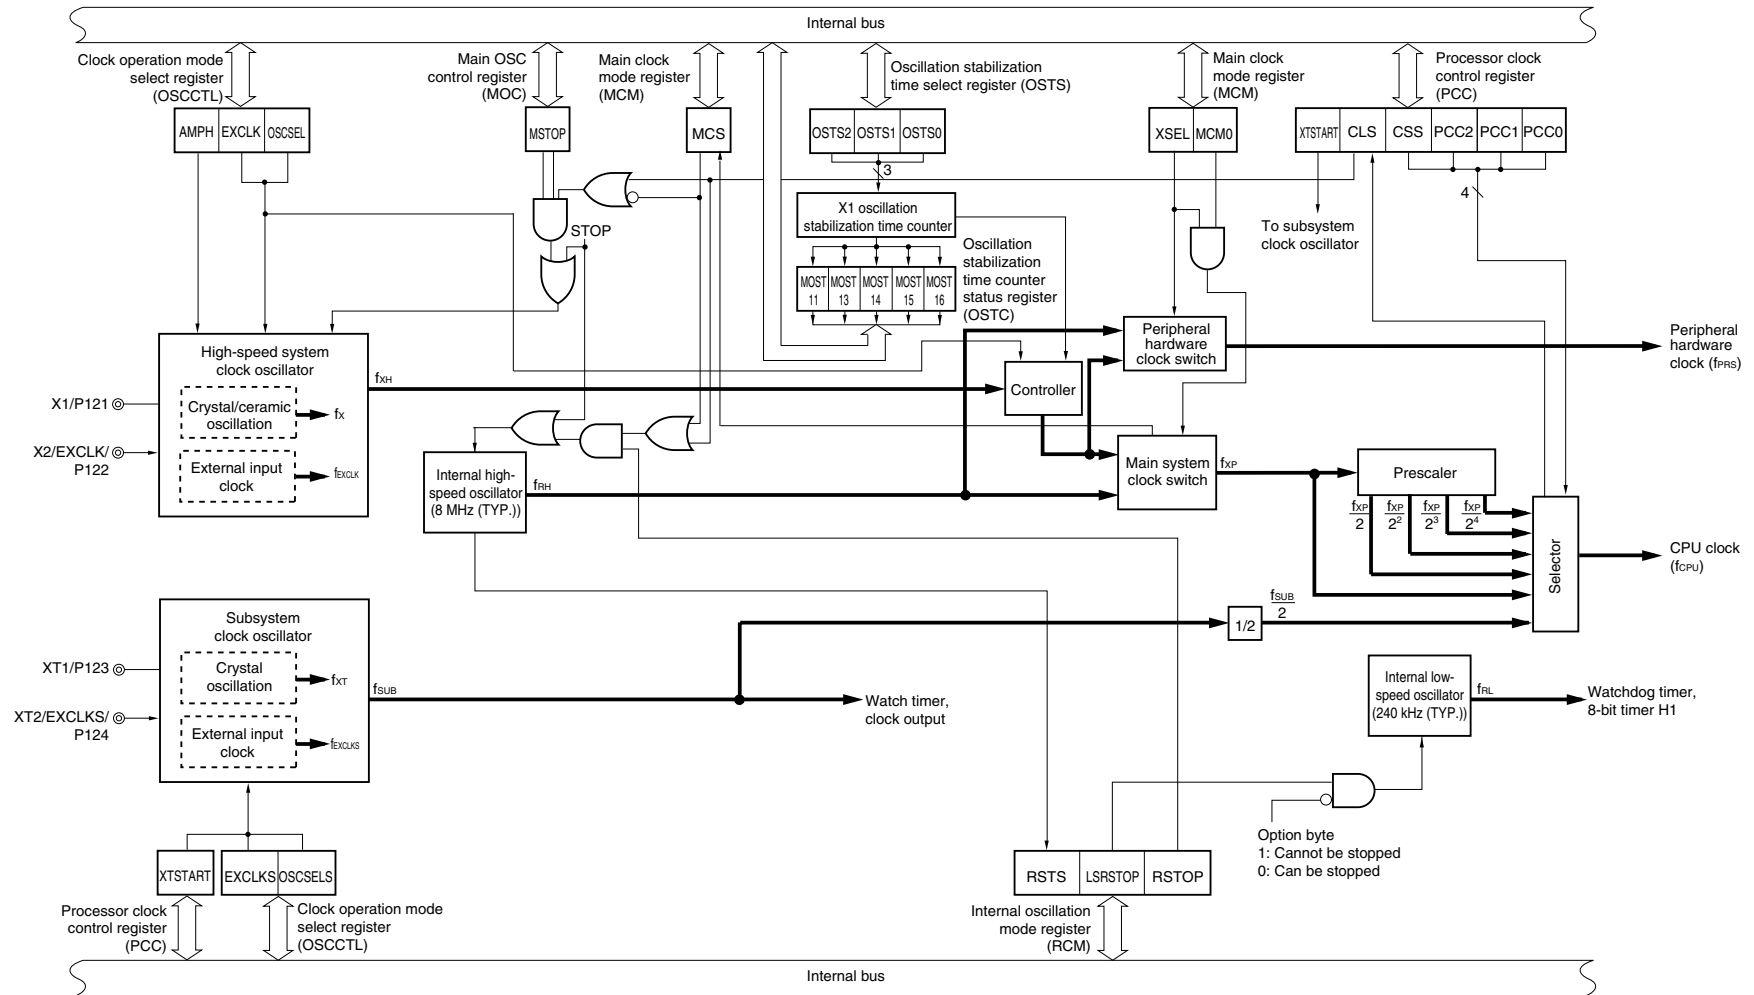 Internal bus
Clock operation mode
select register
(OSCCTL)
Main OSC
control register
(MOC)
Main clock
mode register
(MCM)
Oscillation stabilization
time select register (OSTS)
Main clock
mode register
(MCM)
Processor clock
control register
(PCC)
AMPH EXCLK OSCSEL
MSTOP
MCS
OSTS2 OSTS1 OSTS0
XSEL MCM0
XTSTART CLS CSS PCC2 PCC1 PCC0
3
4
X1 oscillation
stabilization time counter
STOP
To subsystem
clock oscillator
Oscillation
stabilization
time counter
status register
(OSTC)
MOST MOST MOST MOST MOST
11 13 14 15 16
High-speed system
clock oscillator
Crystal/ceramic
oscillation
fX
External input
clock
fEXCLK
X1/P121
X2/EXCLK/
P122
fXH
Controller
Peripheral
hardware
clock switch
Peripheral
hardware
clock (fPRS)
Internal high-
speed oscillator
(8 MHz (TYP.))
fRH
Main system
clock switch
fXP
Prescaler
fXP fXP fXP fXP
2 2² 2³ 2⁴
Selector
CPU clock
(fCPU)
fSUB
2
1/2
Subsystem
clock oscillator
Crystal
oscillation
fXT
External input
clock
fEXCLKS
XT1/P123
XT2/EXCLKS/
P124
fSUB
Watch timer,
clock output
Internal low-
speed oscillator
(240 kHz (TYP.))
fRL
Watchdog timer,
8-bit timer H1
Option byte
1: Cannot be stopped
0: Can be stopped
XTSTART EXCLKS OSCSELS
RSTS LSRSTOP RSTOP
Processor clock
control register
(PCC)
Clock operation mode
select register
(OSCCTL)
Internal oscillation
mode register
(RCM)
Internal bus